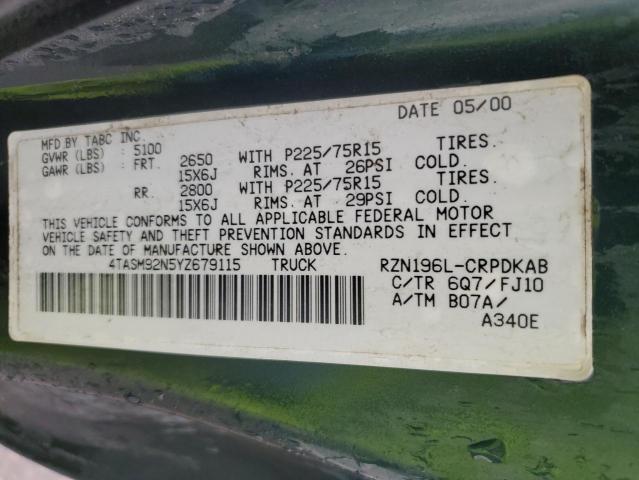 DATE 05/00
MFD BY TABC INC.
GVWR (LBS) : 5100
GAWR (LBS) : FRT. 2650 WITH P225/75R15 TIRES.
15X6J RIMS. AT 26PSI COLD.
RR. 2800 WITH P225/75R15 TIRES.
15X6J RIMS. AT 29PSI COLD.
THIS VEHICLE CONFORMS TO ALL APPLICABLE FEDERAL MOTOR
VEHICLE SAFETY AND THEFT PREVENTION STANDARDS IN EFFECT
ON THE DATE OF MANUFACTURE SHOWN ABOVE.
4TASM92N5YZ679115 TRUCK RZN196L-CRPDKAB
C/TR 6Q7/FJ10
A/TM B07A/
A340E